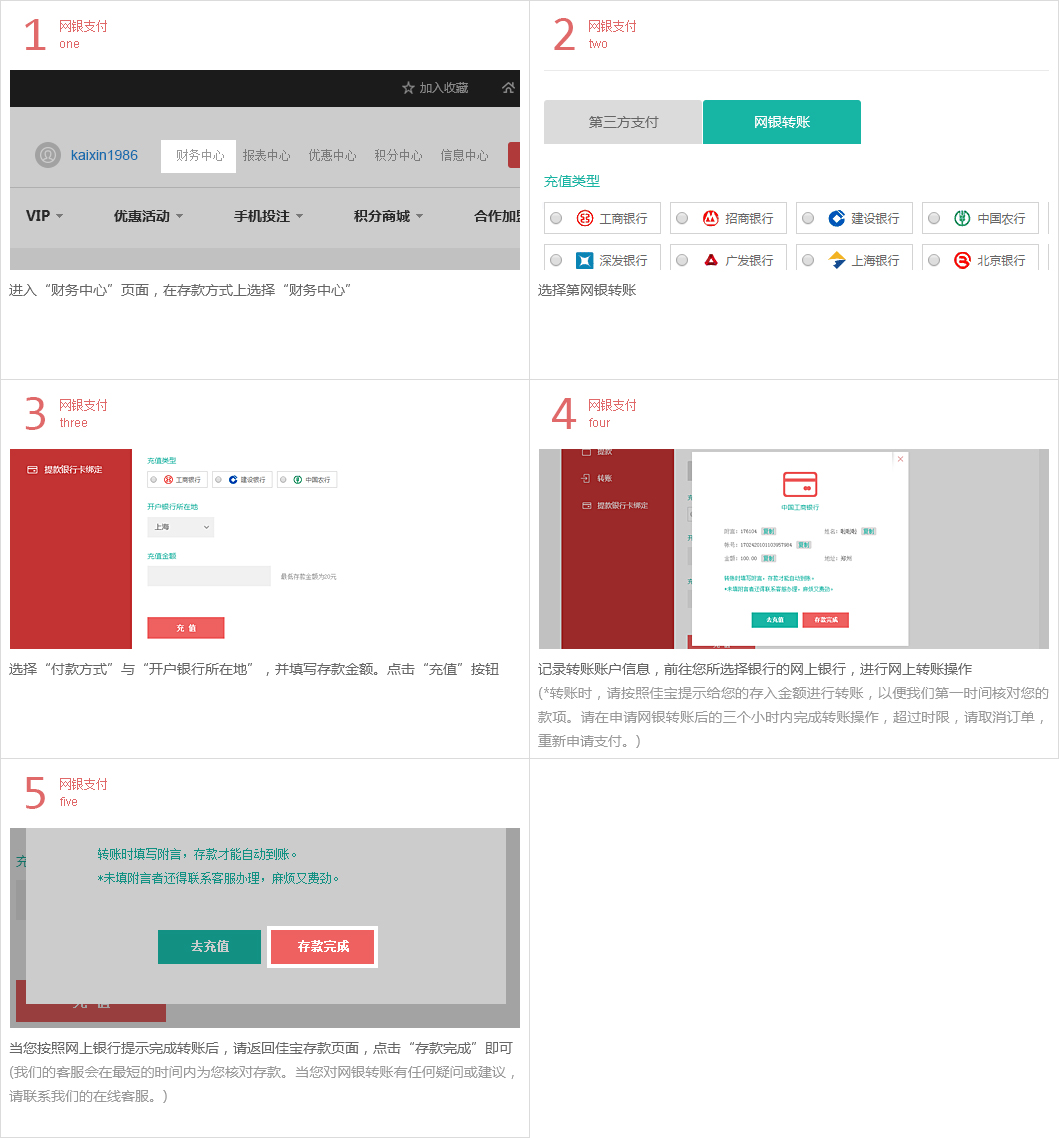 1
网银支付
one
加入收藏
kaixin1986
财务中心
报表中心
优惠中心
积分中心
信息中心
VIP
优惠活动
手机投注
积分商城
合作加盟
进入“财务中心”页面，在存款方式上选择“财务中心”
2
网银支付
two
第三方支付
网银转账
充值类型
工商银行
招商银行
建设银行
中国农行
深发银行
广发银行
上海银行
北京银行
选择第网银转账
3
网银支付
three
提款银行卡绑定
充值类型
工商银行
建设银行
中国农行
开户银行所在地
上海
充值金额
最低存款金额为20元
充 值
选择“付款方式”与“开户银行所在地”，并填写存款金额。点击“充值”按钮
4
网银支付
four
提款
转账
提款银行卡绑定
中国工商银行
附言：176104 复制
姓名：
复制
帐号：
复制
金额：100.00 复制
地址：郑州
转账时填写附言，存款才能自动到账。
*未填附言者还得联系客服办理，麻烦又费劲。
去充值
存款完成
记录转账账户信息，前往您所选择银行的网上银行，进行网上转账操作
(*转账时，请按照佳宝提示给您的存入金额进行转账，以便我们第一时间核对您的
款项。请在申请网银转账后的三个小时内完成转账操作，超过时限，请取消订单，
重新申请支付。)
5
网银支付
five
充
转账时填写附言，存款才能自动到账。
*未填附言者还得联系客服办理，麻烦又费劲。
去充值
存款完成
充 值
当您按照网上银行提示完成转账后，请返回佳宝存款页面，点击“存款完成”即可
(我们的客服会在最短的时间内为您核对存款。当您对网银转账有任何疑问或建议，
请联系我们的在线客服。)